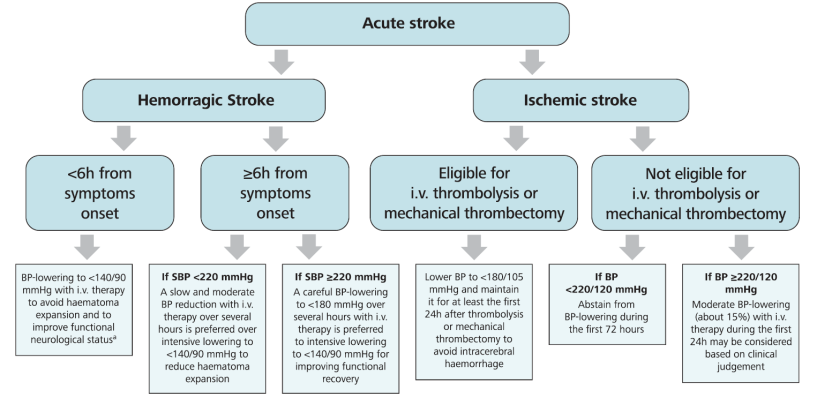 Acute stroke
Hemorragic Stroke
Ischemic stroke
<6h from
symptoms
onset
≥6h from
symptoms
onset
Eligible for
i.v. thrombolysis or
mechanical thrombectomy
Not eligible for
i.v. thrombolysis or
mechanical thrombectomy
BP-lowering to <140/90
mmHg with i.v. therapy
to avoid haematoma
expansion and to
improve functional
neurological statusᵃ
If SBP <220 mmHg
A slow and moderate
BP reduction with i.v.
therapy over several
hours is preferred over
intensive lowering to
<140/90 mmHg to
reduce haematoma
expansion
If SBP ≥220 mmHg
A careful BP-lowering
to <180 mmHg over
several hours with i.v.
therapy is preferred
to intensive lowering
to <140/90 mmHg for
improving functional
recovery
Lower BP to <180/105
mmHg and maintain
it for at least the first
24h after thrombolysis
or mechanical
thrombectomy to
avoid intracerebral
haemorrhage
If BP
<220/120 mmHg
Abstain from
BP-lowering during
the first 72 hours
If BP ≥220/120
mmHg
Moderate BP-lowering
(about 15%) with i.v.
therapy during the first
24h may be considered
based on clinical
judgement